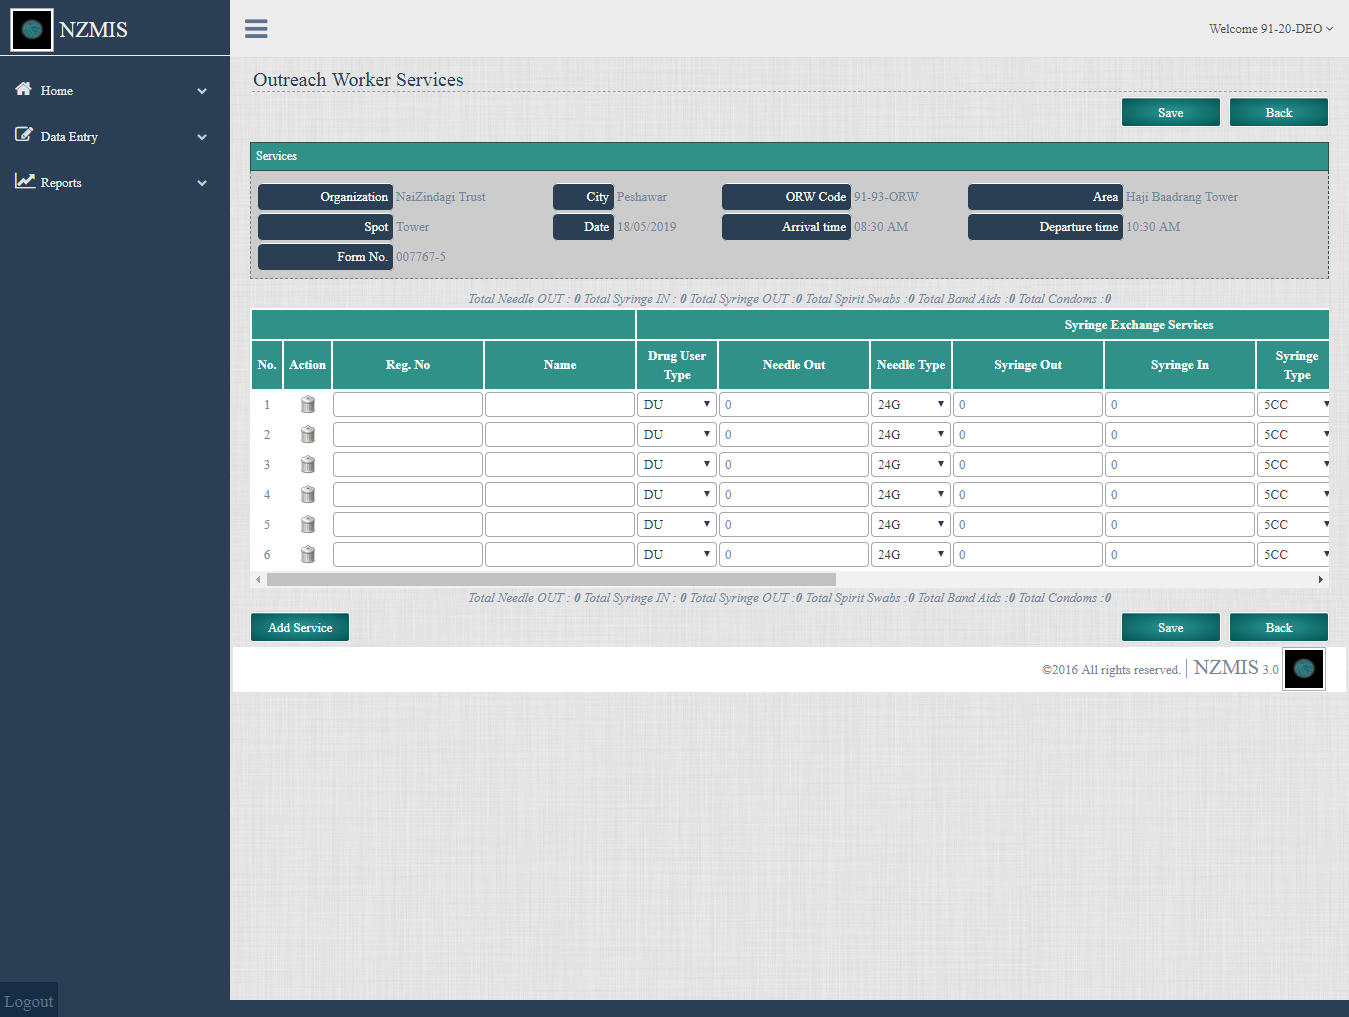 NZMIS
Welcome 91-20-DEO
Home
Data Entry
Reports
Outreach Worker Services
Save Back
Services
Organization NaiZindagi Trust City Peshawar ORW Code 91-93-ORW Area Haji Baadrang Tower
Spot Tower Date 18/05/2019 Arrival time 08:30 AM Departure time 10:30 AM
Form No. 007767-5
Total Needle OUT : 0 Total Syringe IN : 0 Total Syringe OUT :0 Total Spirit Swabs :0 Total Band Aids :0 Total Condoms :0
Syringe Exchange Services
No. Action Reg. No Name Drug User Type Needle Out Needle Type Syringe Out Syringe In Syringe Type
1 DU 0 24G 0 0 5CC
2 DU 0 24G 0 0 5CC
3 DU 0 24G 0 0 5CC
4 DU 0 24G 0 0 5CC
5 DU 0 24G 0 0 5CC
6 DU 0 24G 0 0 5CC
Total Needle OUT : 0 Total Syringe IN : 0 Total Syringe OUT :0 Total Spirit Swabs :0 Total Band Aids :0 Total Condoms :0
Add Service Save Back
©2016 All rights reserved. | NZMIS 3.0
Logout